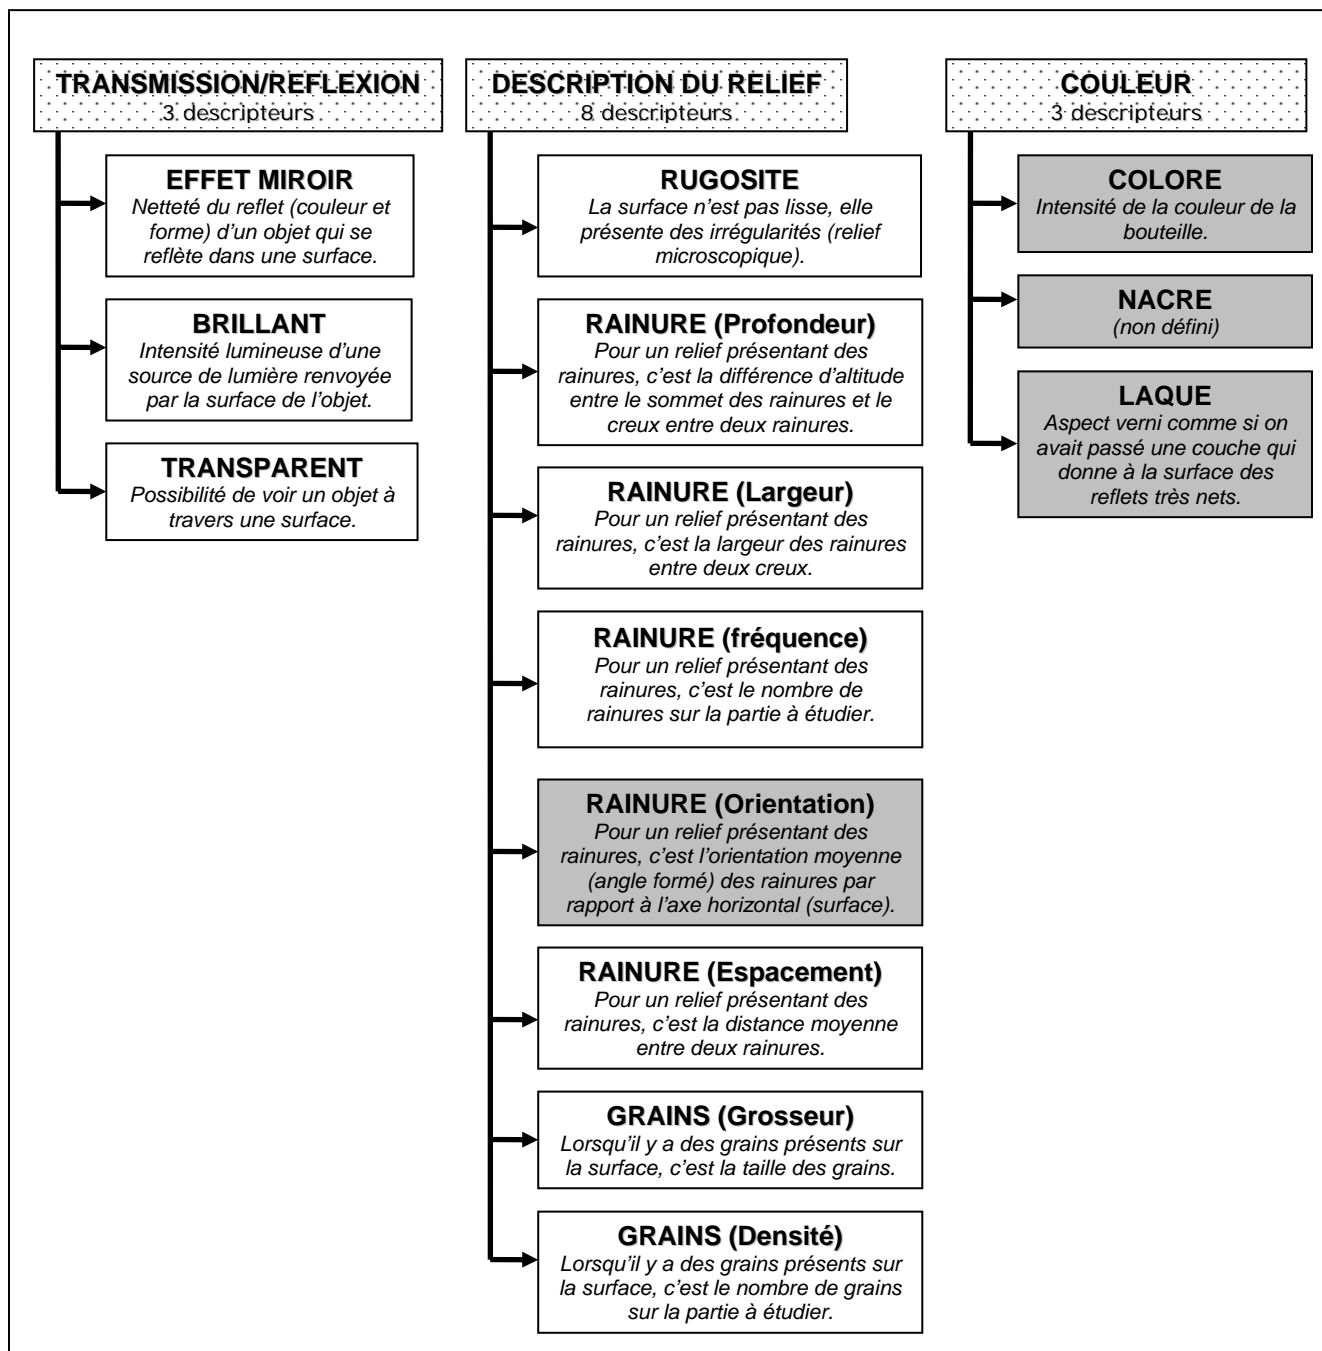 TRANSMISSION/REFLEXION
3 descripteurs
EFFET MIROIR
Netteté du reflet (couleur et
forme) d’un objet qui se
reflète dans une surface.
BRILLANT
Intensité lumineuse d’une
source de lumière renvoyée
par la surface de l’objet.
TRANSPARENT
Possibilité de voir un objet à
travers une surface.
DESCRIPTION DU RELIEF
8 descripteurs
RUGOSITE
La surface n’est pas lisse, elle
présente des irrégularités (relief
microscopique).
RAINURE (Profondeur)
Pour un relief présentant des
rainures, c’est la différence d’altitude
entre le sommet des rainures et le
creux entre deux rainures.
RAINURE (Largeur)
Pour un relief présentant des
rainures, c’est la largeur des rainures
entre deux creux.
RAINURE (fréquence)
Pour un relief présentant des
rainures, c’est le nombre de
rainures sur la partie à étudier.
RAINURE (Orientation)
Pour un relief présentant des
rainures, c’est l’orientation moyenne
(angle formé) des rainures par
rapport à l’axe horizontal (surface).
RAINURE (Espacement)
Pour un relief présentant des
rainures, c’est la distance moyenne
entre deux rainures.
GRAINS (Grosseur)
Lorsqu’il y a des grains présents sur
la surface, c’est la taille des grains.
GRAINS (Densité)
Lorsqu’il y a des grains présents sur
la surface, c’est le nombre de grains
sur la partie à étudier.
COULEUR
3 descripteurs
COLORE
Intensité de la couleur de la
bouteille.
NACRE
(non défini)
LAQUE
Aspect verni comme si on
avait passé une couche qui
donne à la surface des
reflets très nets.